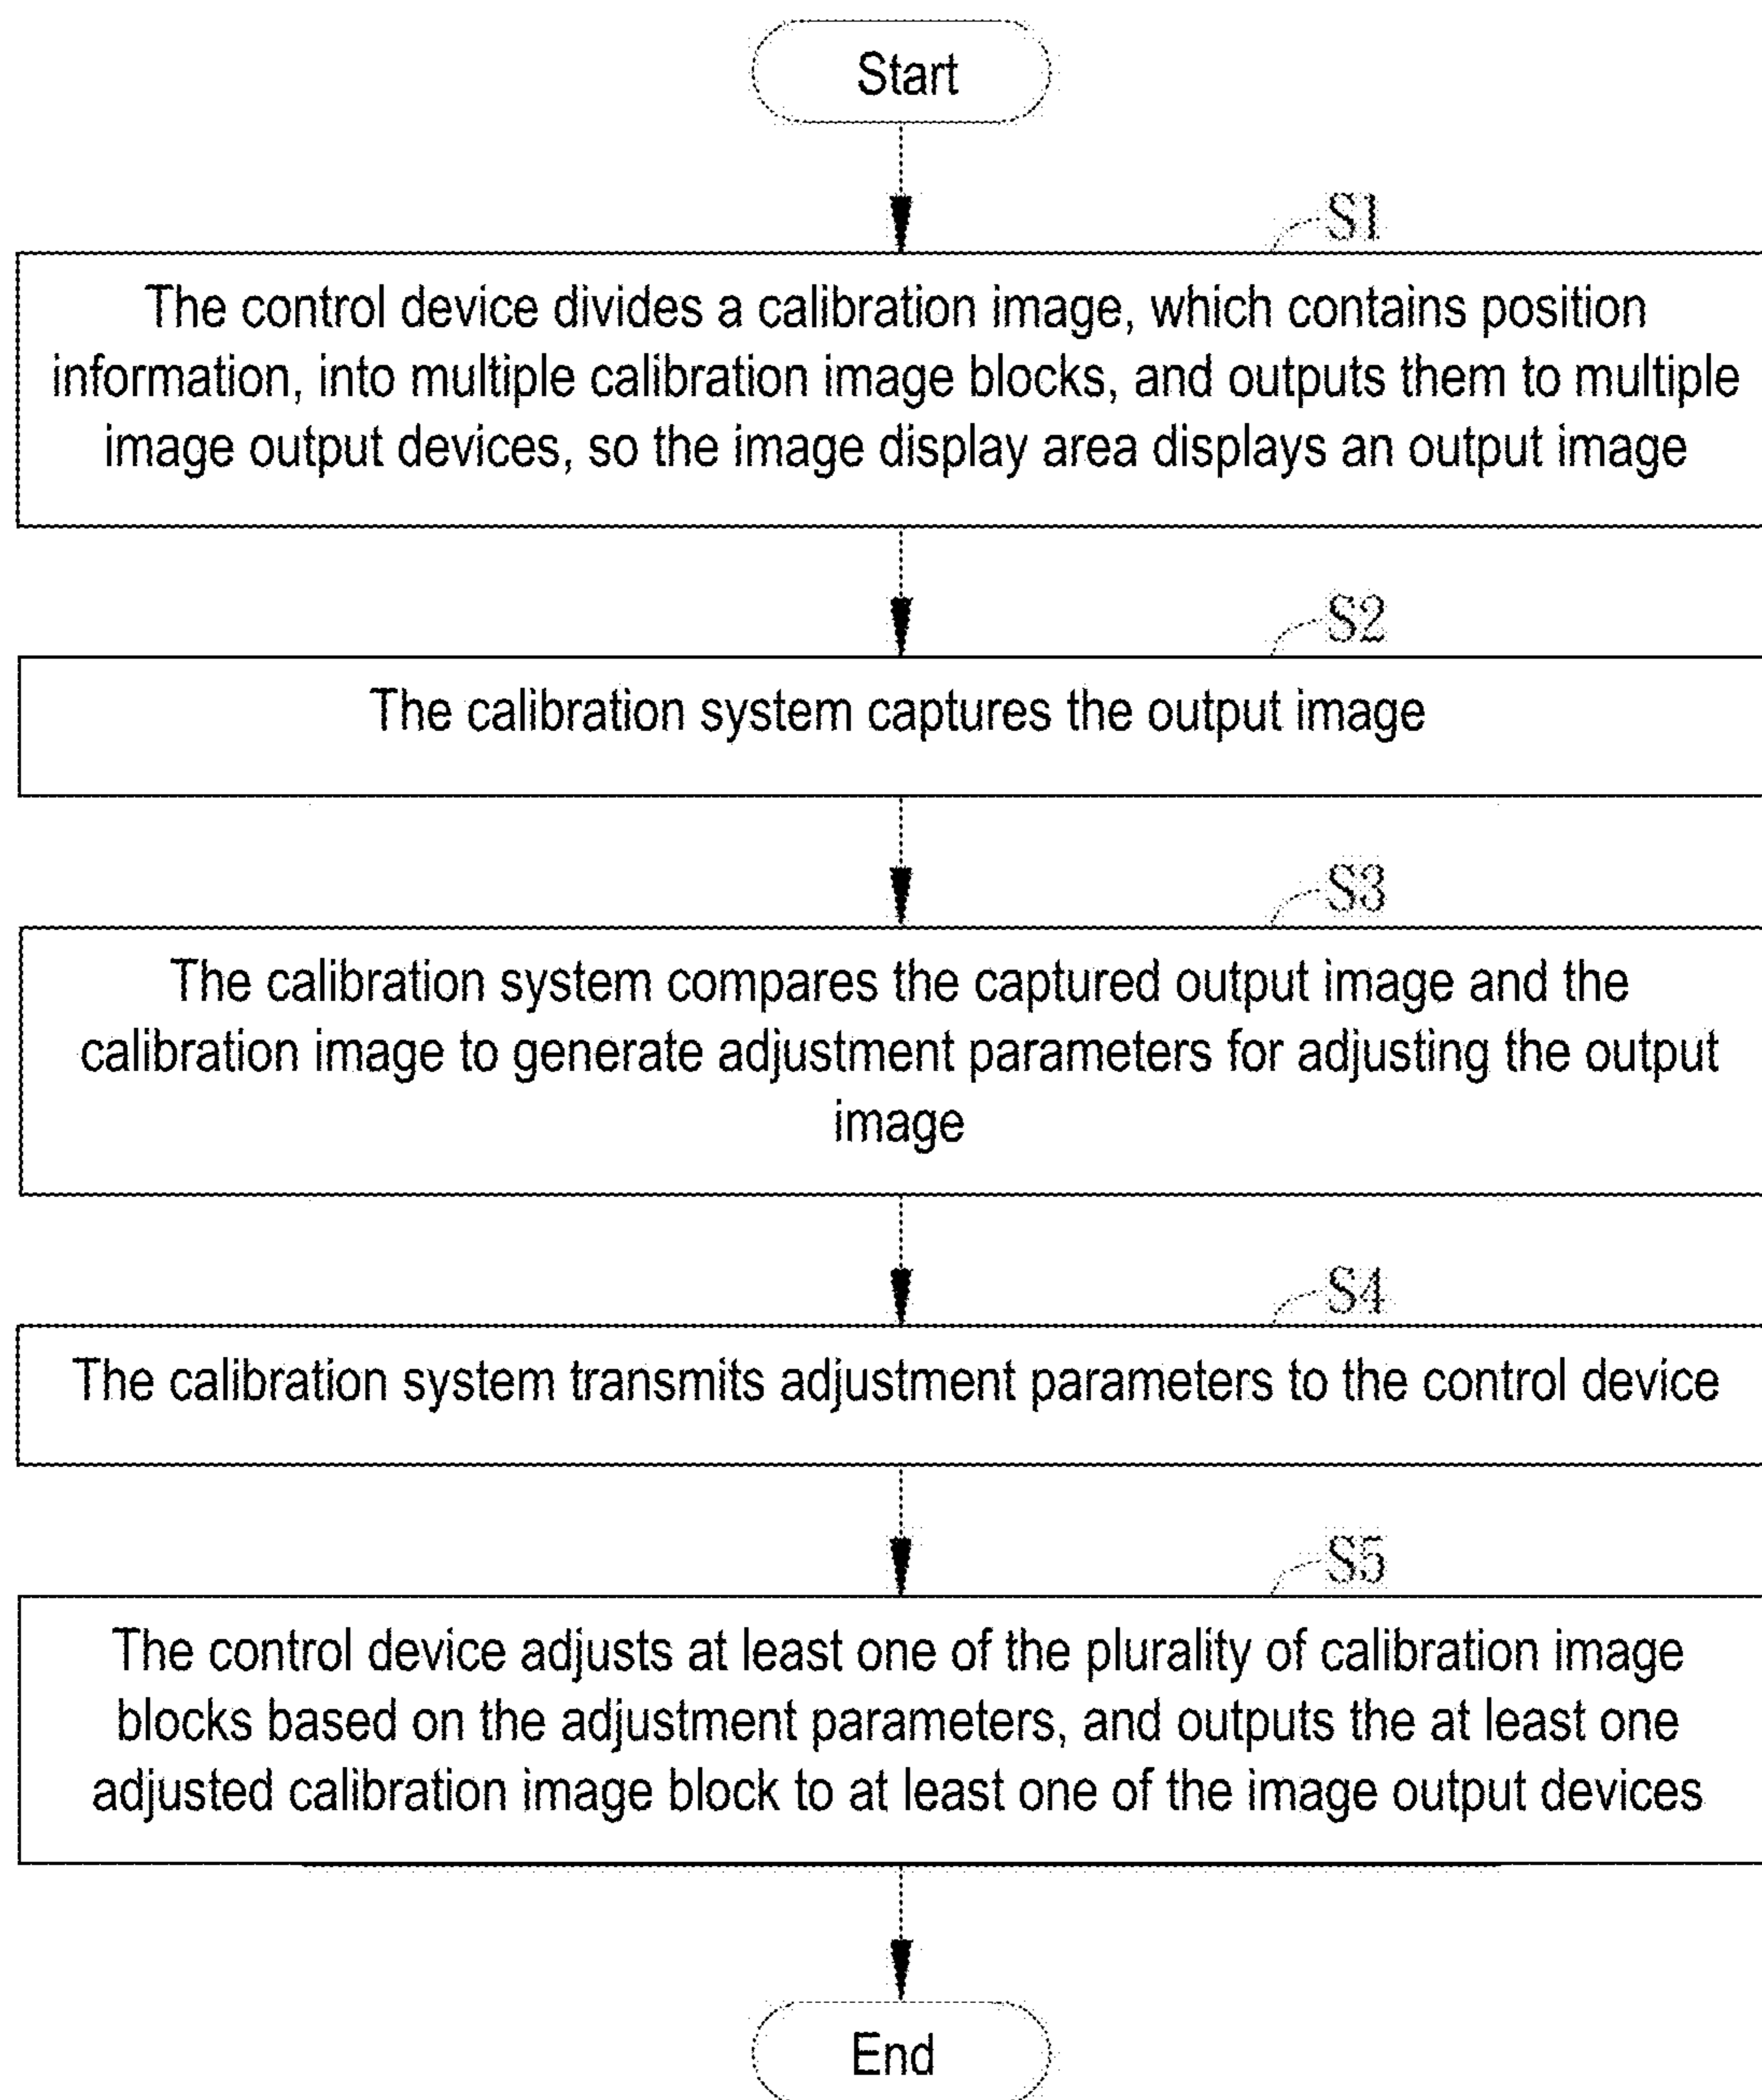 Start
S1
The control device divides a calibration image, which contains position
information, into multiple calibration image blocks, and outputs them to multiple
image output devices, so the image display area displays an output image
S2
The calibration system captures the output image
S3
The calibration system compares the captured output image and the
calibration image to generate adjustment parameters for adjusting the output
image
S4
The calibration system transmits adjustment parameters to the control device
S5
The control device adjusts at least one of the plurality of calibration image
blocks based on the adjustment parameters, and outputs the at least one
adjusted calibration image block to at least one of the image output devices
End